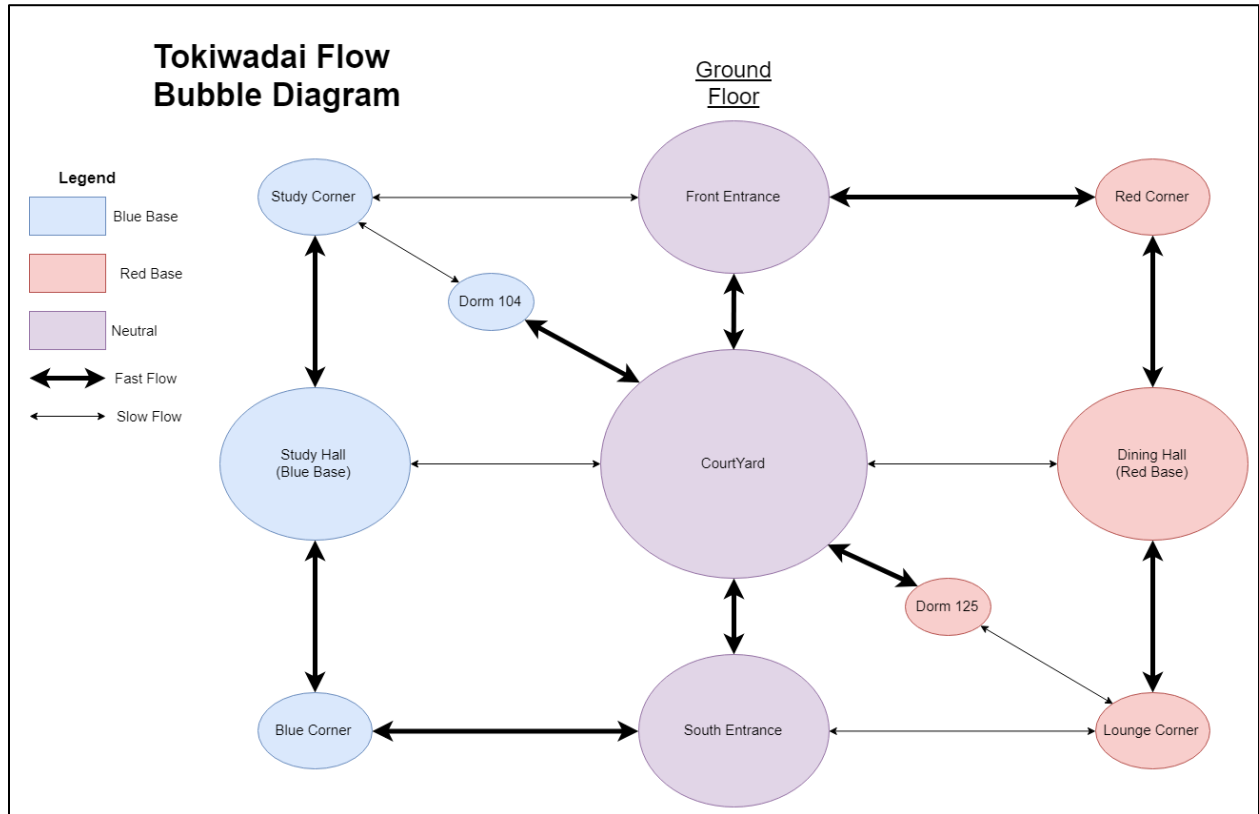 Tokiwadai Flow
Bubble Diagram
Ground
Floor
Legend
Blue Base
Red Base
Neutral
Fast Flow
Slow Flow
Study Corner
Front Entrance
Red Corner
Dorm 104
Study Hall
(Blue Base)
CourtYard
Dining Hall
(Red Base)
Dorm 125
Blue Corner
South Entrance
Lounge Corner